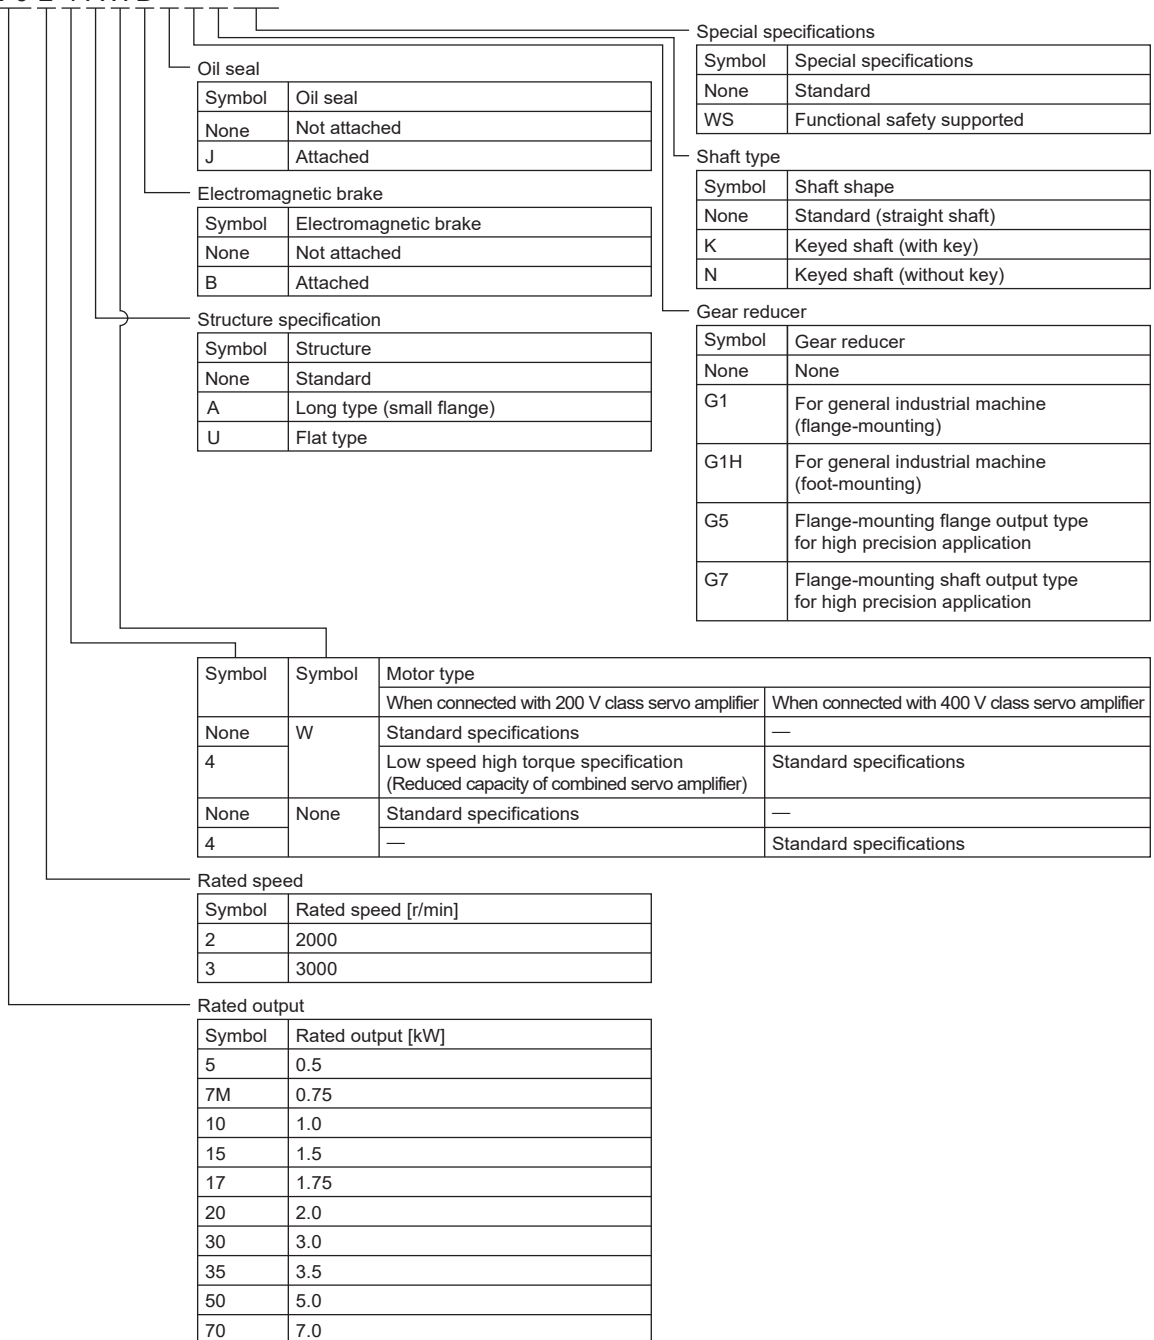 Special specifications
Symbol Special specifications
None Standard
WS Functional safety supported
Oil seal
Symbol Oil seal
None Not attached
J Attached
Shaft type
Symbol Shaft shape
None Standard (straight shaft)
K Keyed shaft (with key)
N Keyed shaft (without key)
Electromagnetic brake
Symbol Electromagnetic brake
None Not attached
B Attached
Gear reducer
Symbol Gear reducer
None None
G1 For general industrial machine
(flange-mounting)
G1H For general industrial machine
(foot-mounting)
G5 Flange-mounting flange output type
for high precision application
G7 Flange-mounting shaft output type
for high precision application
Structure specification
Symbol Structure
None Standard
A Long type (small flange)
U Flat type
Symbol Symbol Motor type
When connected with 200 V class servo amplifier When connected with 400 V class servo amplifier
None W Standard specifications —
4 Low speed high torque specification Standard specifications
(Reduced capacity of combined servo amplifier)
None None Standard specifications —
4 — Standard specifications
Rated speed
Symbol Rated speed [r/min]
2 2000
3 3000
Rated output
Symbol Rated output [kW]
5 0.5
7M 0.75
10 1.0
15 1.5
17 1.75
20 2.0
30 3.0
35 3.5
50 5.0
70 7.0